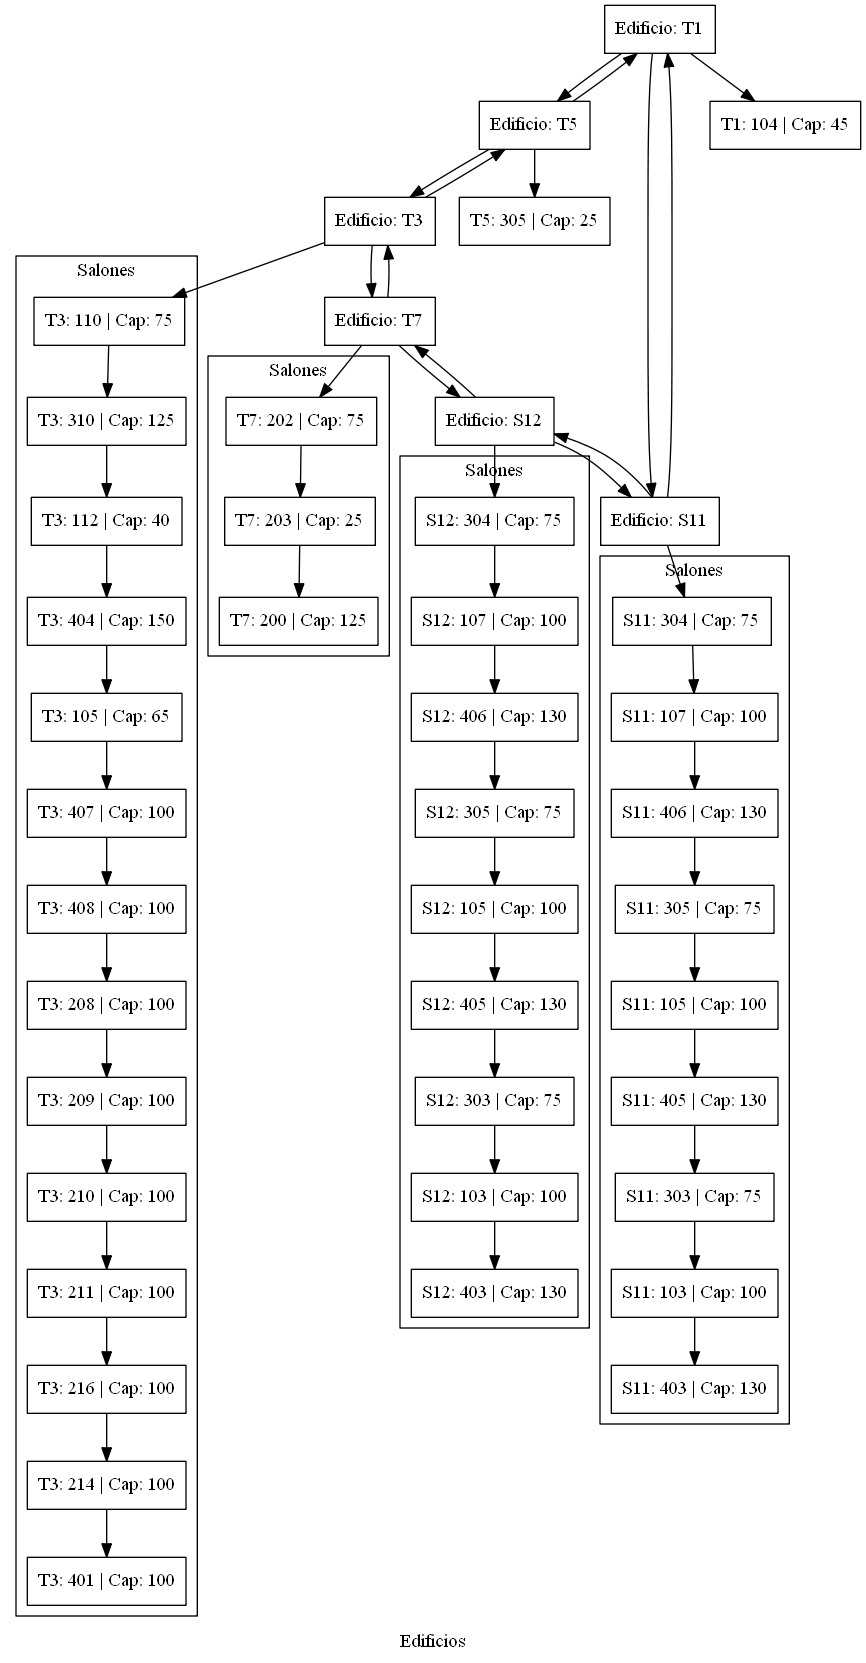 Edificio: T1
Edificio: T5
T1: 104 | Cap: 45
Edificio: T3
T5: 305 | Cap: 25
Salones
T3: 110 | Cap: 75
T3: 310 | Cap: 125
T3: 112 | Cap: 40
T3: 404 | Cap: 150
T3: 105 | Cap: 65
T3: 407 | Cap: 100
T3: 408 | Cap: 100
T3: 208 | Cap: 100
T3: 209 | Cap: 100
T3: 210 | Cap: 100
T3: 211 | Cap: 100
T3: 216 | Cap: 100
T3: 214 | Cap: 100
T3: 401 | Cap: 100
Edificio: T7
Salones
T7: 202 | Cap: 75
T7: 203 | Cap: 25
T7: 200 | Cap: 125
Edificio: S12
Salones
S12: 304 | Cap: 75
S12: 107 | Cap: 100
S12: 406 | Cap: 130
S12: 305 | Cap: 75
S12: 105 | Cap: 100
S12: 405 | Cap: 130
S12: 303 | Cap: 75
S12: 103 | Cap: 100
S12: 403 | Cap: 130
Edificio: S11
Salones
S11: 304 | Cap: 75
S11: 107 | Cap: 100
S11: 406 | Cap: 130
S11: 305 | Cap: 75
S11: 105 | Cap: 100
S11: 405 | Cap: 130
S11: 303 | Cap: 75
S11: 103 | Cap: 100
S11: 403 | Cap: 130
Edificios